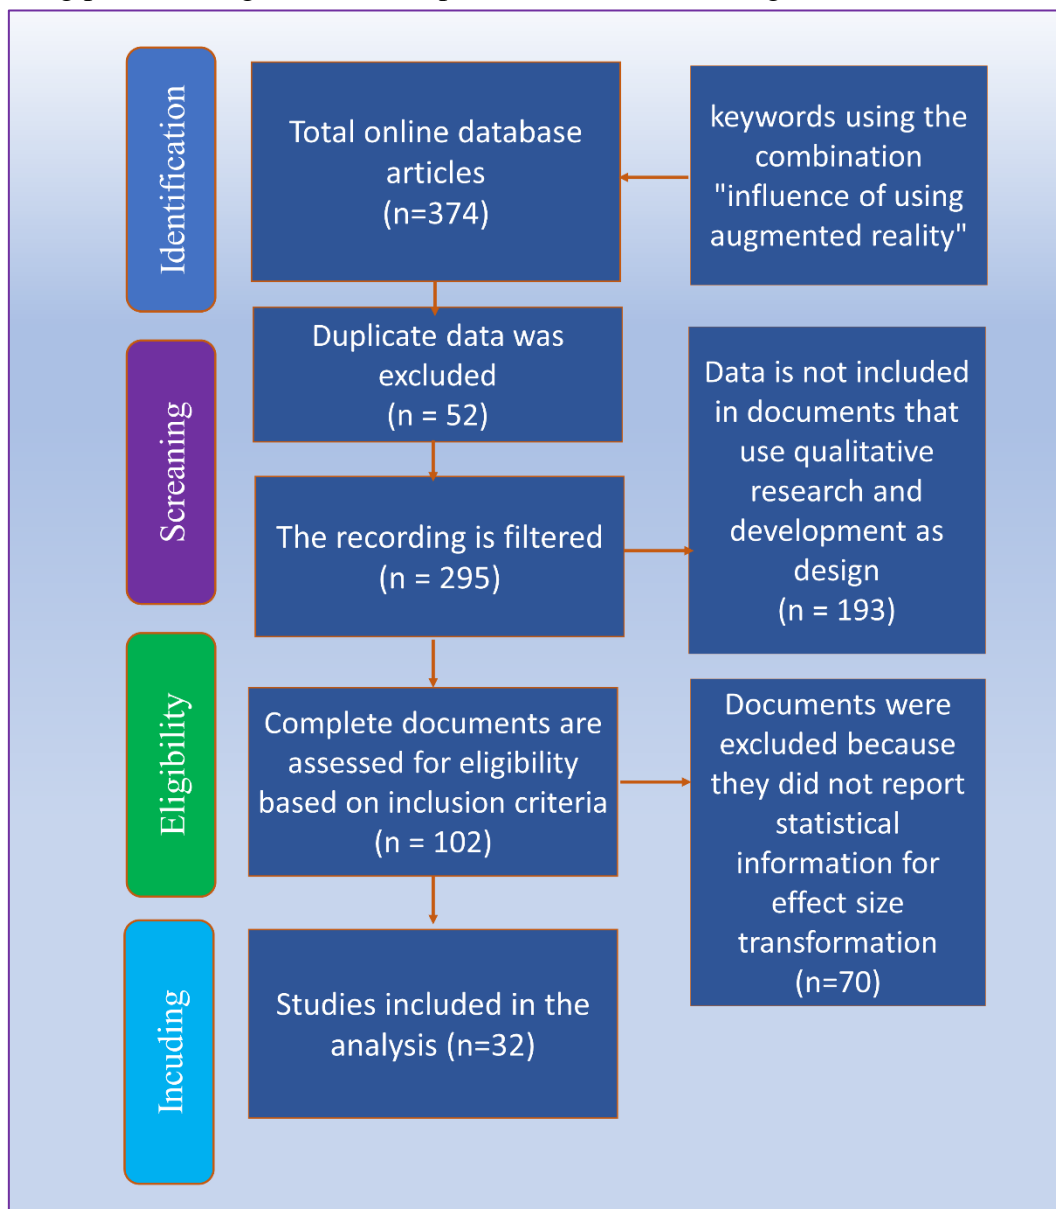 Identification
Total online database
articles
(n=374)
keywords using the
combination
"influence of using
augmented reality"
Screaning
Duplicate data was
excluded
(n = 52)
The recording is filtered
(n = 295)
Data is not included
in documents that
use qualitative
research and
development as
design
(n = 193)
Eligibility
Complete documents are
assessed for eligibility
based on inclusion criteria
(n = 102)
Documents were
excluded because
they did not report
statistical
information for
effect size
transformation
(n=70)
Incuding
Studies included in the
analysis (n=32)